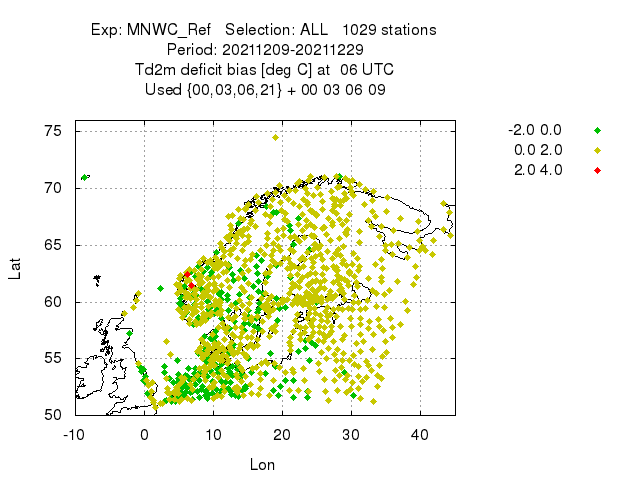 Exp: MNWC_Ref   Selection: ALL   1029 stations
Period: 20211209-20211229
Td2m deficit bias [deg C] at  06 UTC
Used {00,03,06,21} + 00 03 06 09
-2.0 0.0
0.0 2.0
2.0 4.0
75
70
65
60
55
50
Lat
-10 0 10 20 30 40
Lon